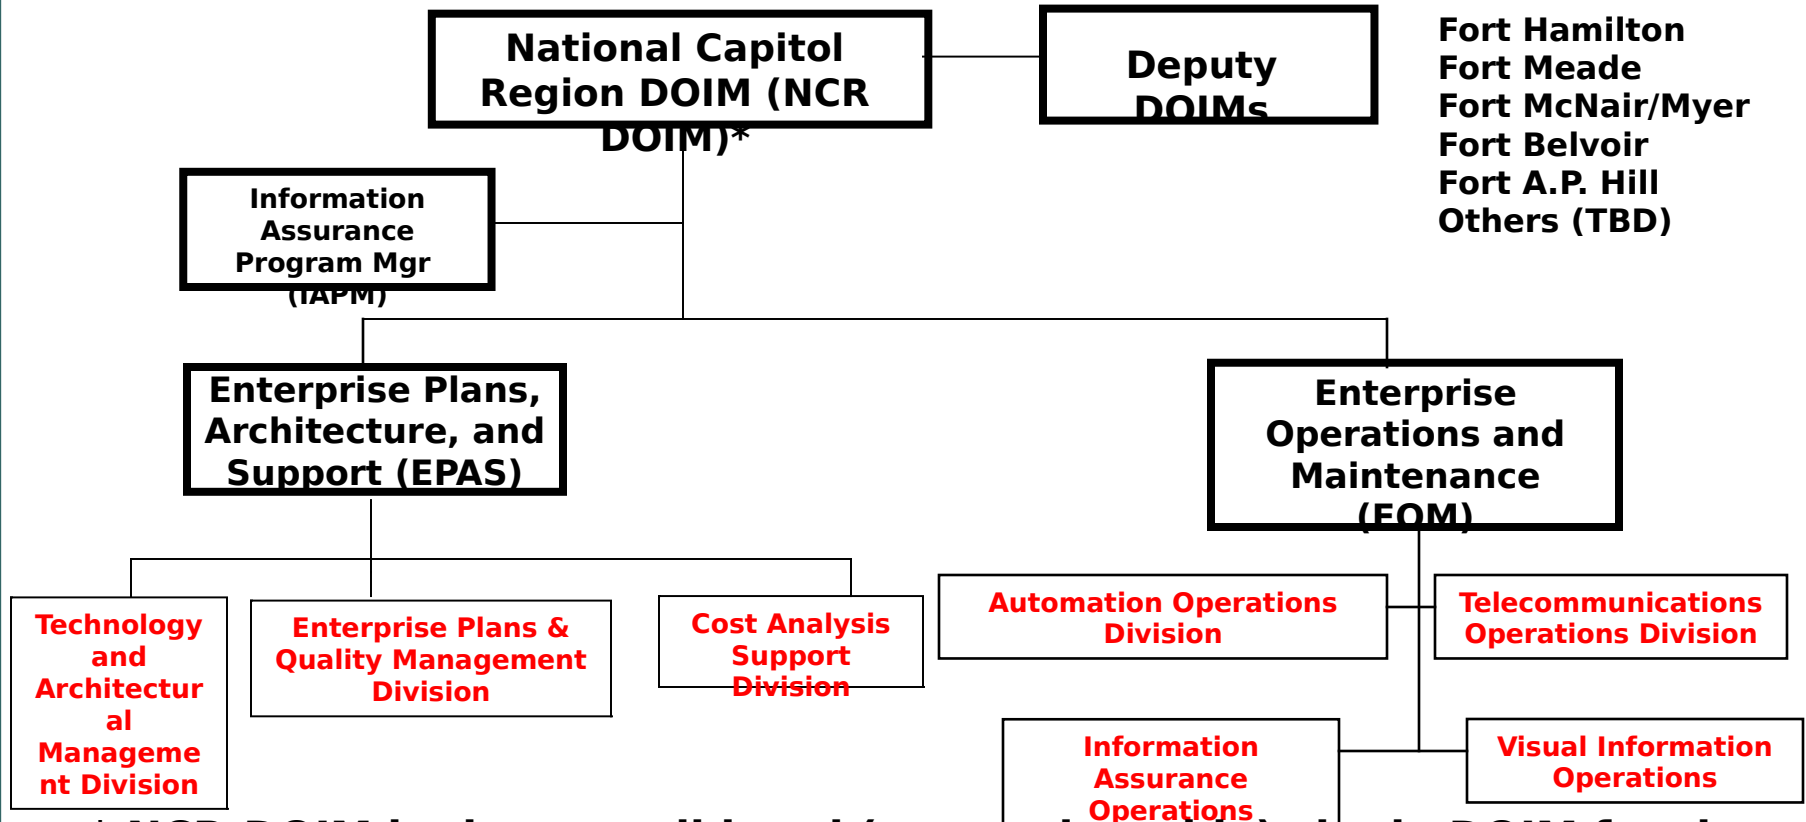 National Capitol
Region DOIM (NCR
DOIM)*
Deputy
DOIMs
Fort Hamilton
Fort Meade
Fort McNair/Myer
Fort Belvoir
Fort A.P. Hill
Others (TBD)
Information
Assurance
Program Mgr
(IAPM)
Enterprise Plans,
Architecture, and
Support (EPAS)
Enterprise
Operations and
Maintenance
(EOM)
Technology
and
Architectur
al
Manageme
nt Division
Enterprise Plans &
Quality Management
Division
Cost Analysis
Support
Division
Automation Operations
Division
Telecommunications
Operations Division
Information
Assurance
Operations
Visual Information
Operations
* NCR DOIM